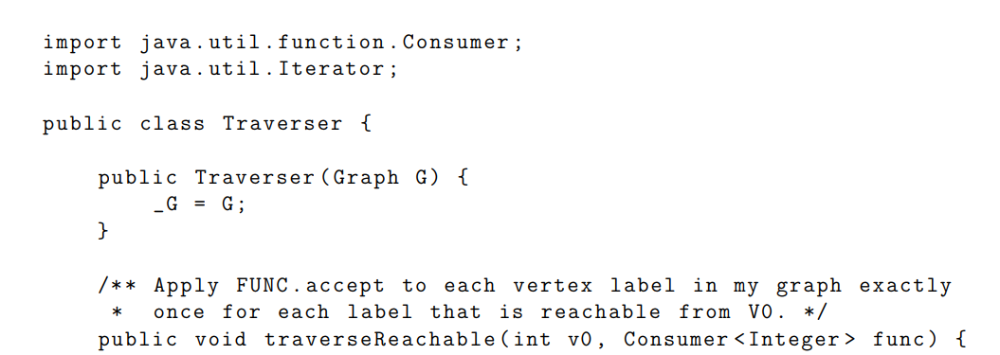 import java.util.function.Consumer;
import java.util.Iterator;
public class Traverser {
public Traverser(Graph G) {
_G = G;
}
/** Apply FUNC.accept to each vertex label in my graph exactly
* once for each label that is reachable from V0. */
public void traverseReachable(int v0, Consumer<Integer> func) {